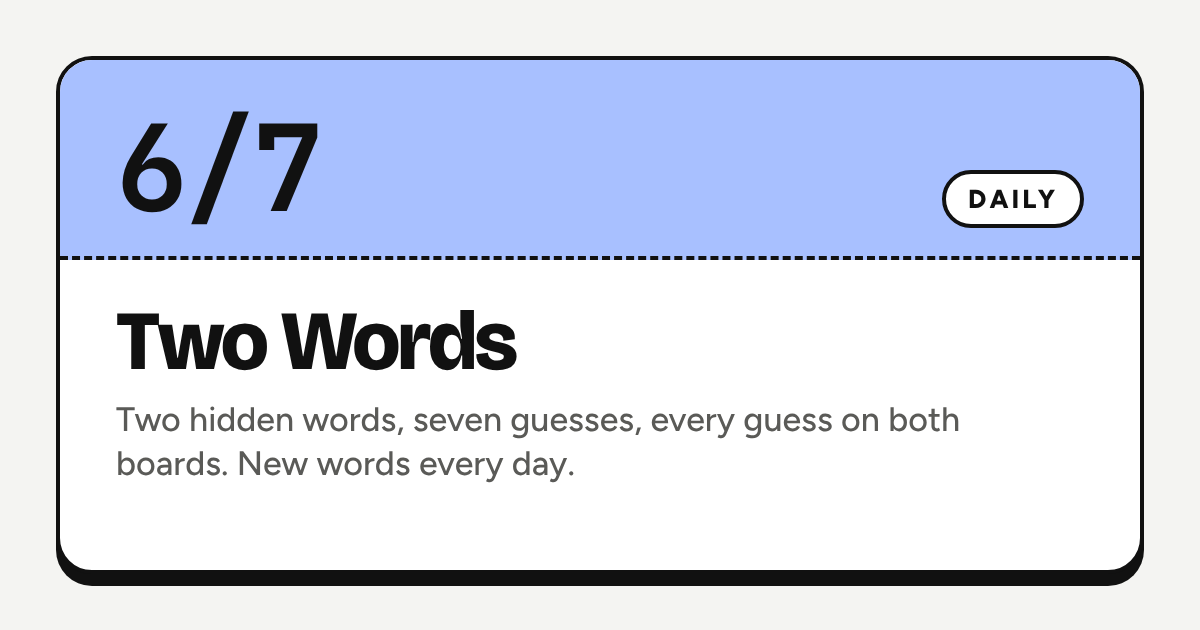 6/7
DAILY
Two Words
Two hidden words, seven guesses, every guess on both
boards. New words every day.